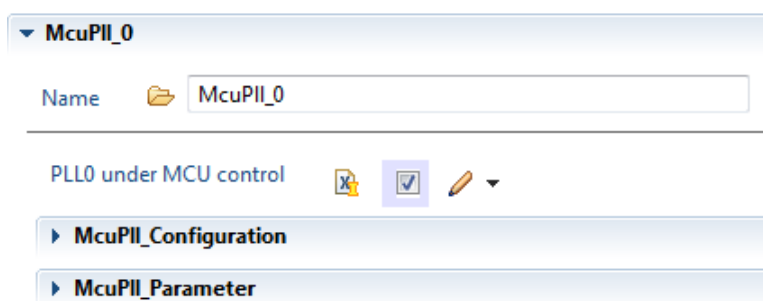 McuPll_0
Name McuPll_0
PLL0 under MCU control
McuPll_Configuration
McuPll_Parameter